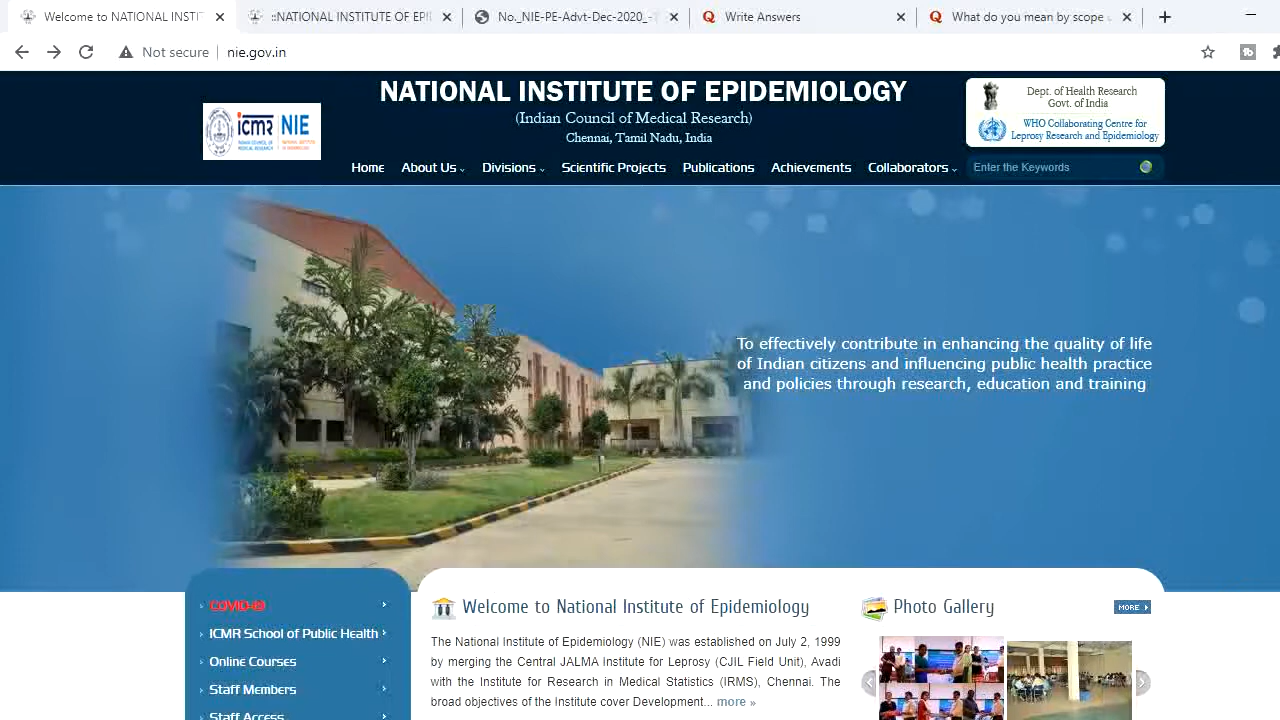 Welcome to NATIONAL INSTIT
::NATIONAL INSTITUTE OF EPI
No._NIE-PE-Advt-Dec-2020_-
Write Answers
What do you mean by scope
Not secure
nie.gov.in
NATIONAL INSTITUTE OF EPIDEMIOLOGY
(Indian Council of Medical Research)
Chennai, Tamil Nadu, India
icmr NIE
Dept. of Health Research
Govt. of India
WHO Collaborating Centre for
Leprosy Research and Epidemiology
Home About Us Divisions Scientific Projects Publications Achievements Collaborators
Enter the Keywords
To effectively contribute in enhancing the quality of life
of Indian citizens and influencing public health practice
and policies through research, education and training
COVID-19
ICMR School of Public Health
Online Courses
Staff Members
Staff Access
Welcome to National Institute of Epidemiology
The National Institute of Epidemiology (NIE) was established on July 2, 1999
by merging the Central JALMA Institute for Leprosy (CJIL Field Unit), Avadi
with the Institute for Research in Medical Statistics (IRMS), Chennai. The
broad objectives of the Institute cover Development... more »
Photo Gallery
MORE